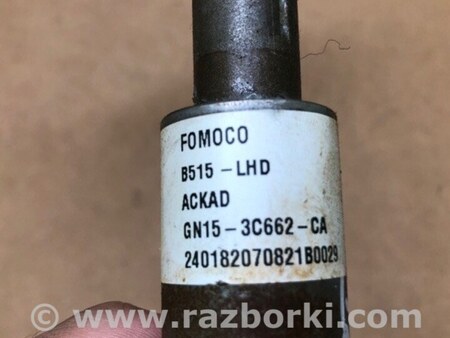 FOMOCO
B515 - LHD
ACKAD
GN15 - 3C662 - CA
240182070821B0029
© www.razborki.com